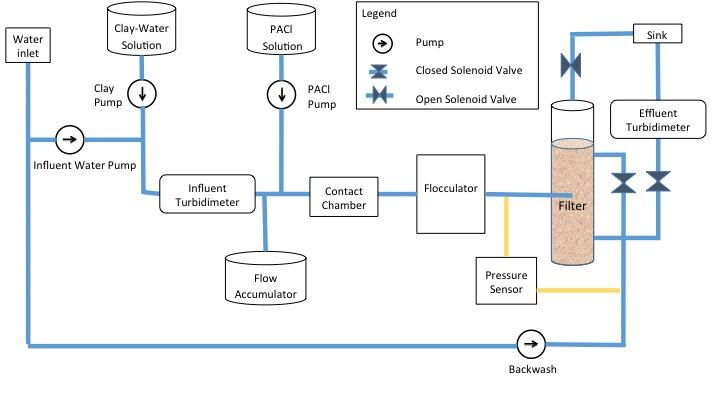 Water
inlet
Clay-Water
Solution
PACl
Solution
Legend
Pump
Closed Solenoid Valve
Open Solenoid Valve
Sink
Clay
Pump
PACl
Pump
Effluent
Turbidimeter
Influent Water Pump
Influent
Turbidimeter
Contact
Chamber
Flocculator
Filter
Flow
Accumulator
Pressure
Sensor
Backwash